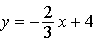 y = −2/3 x + 4